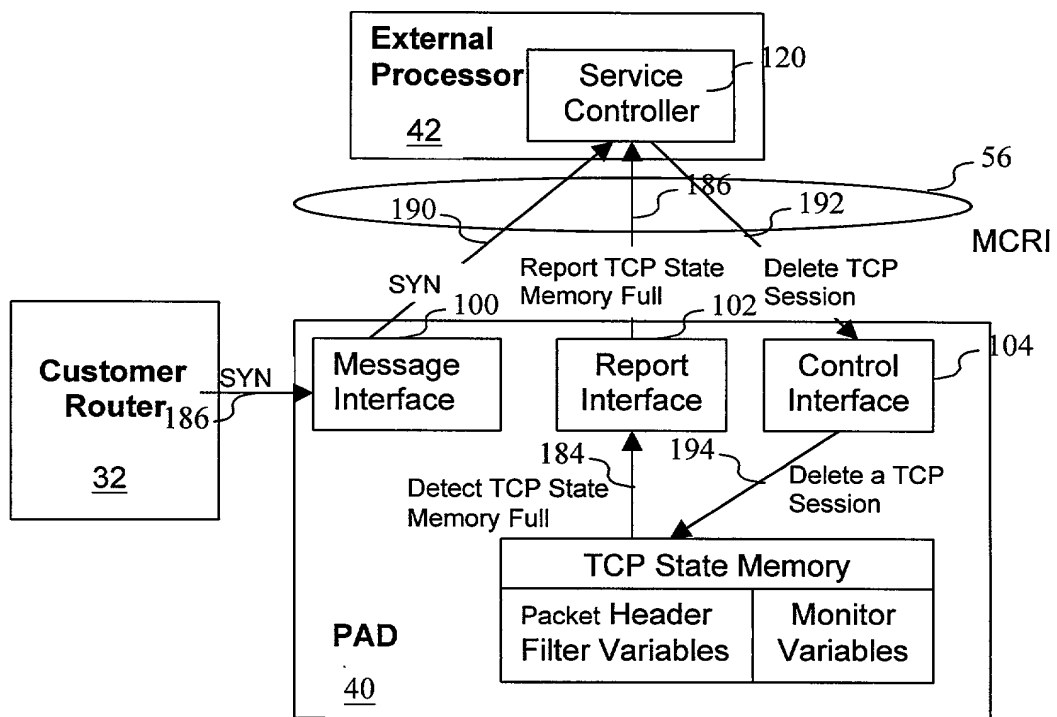 External
Processor
42
Service
Controller
120
56
MCRI
190
186
192
SYN
Report TCP State
Memory Full
Delete TCP
Session
100
102
104
Customer
Router
32
SYN
186
Message
Interface
Report
Interface
Control
Interface
184
Detect TCP State
Memory Full
194
Delete a TCP
Session
TCP State Memory
Packet Header
Filter Variables
Monitor
Variables
PAD
40